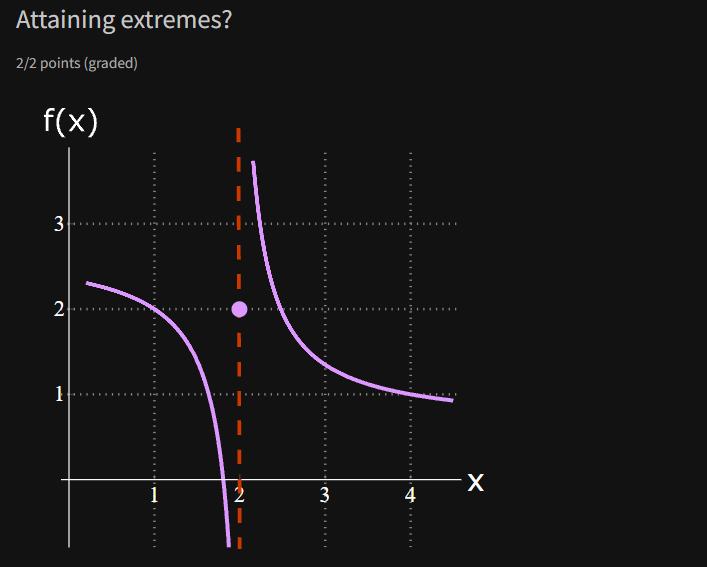 Attaining extremes?
2/2 points (graded)
f(x)
3
2
1
1 2 3 4 x